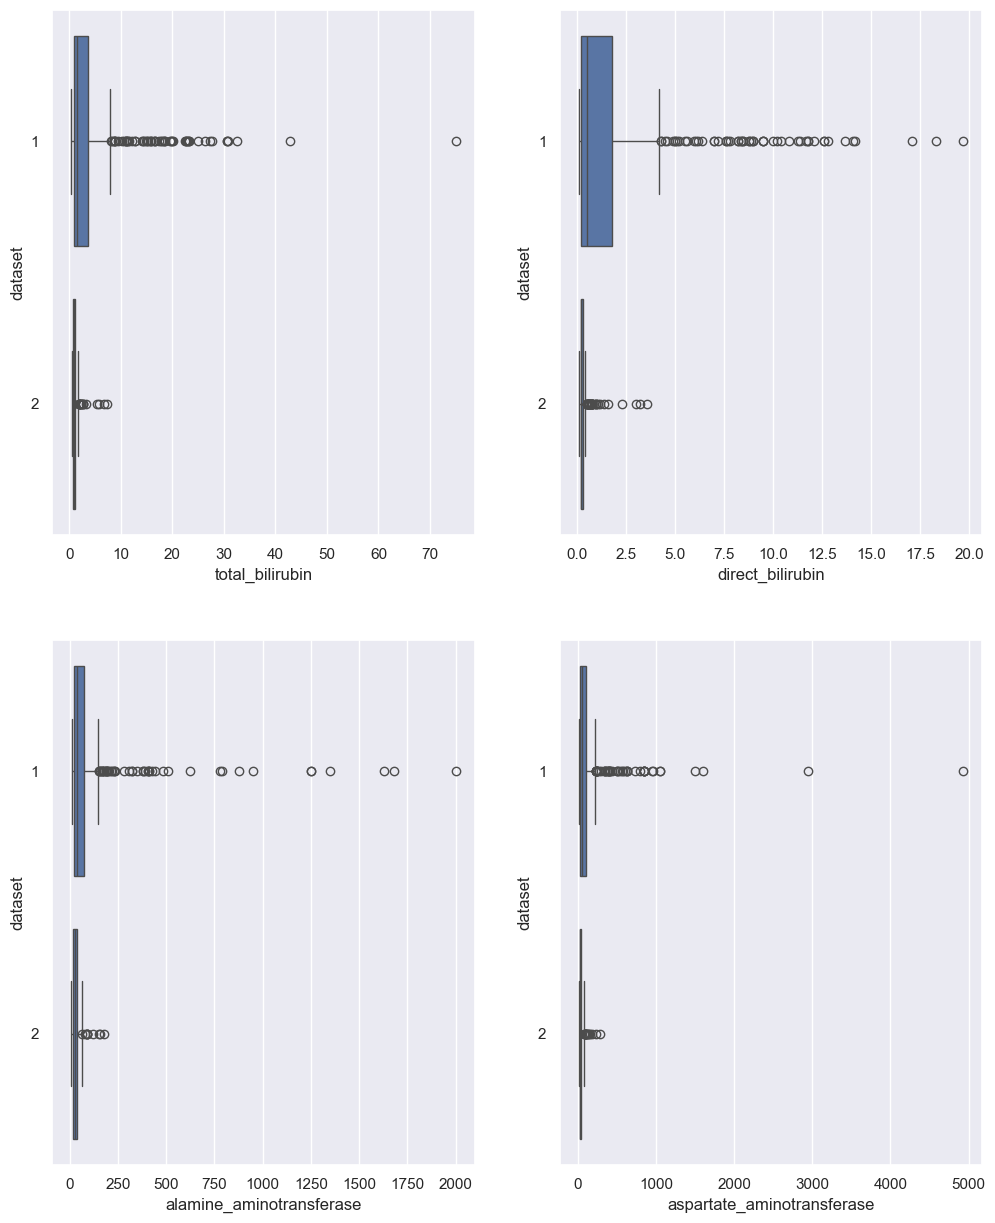 dataset
1
2
0 10 20 30 40 50 60 70
total_bilirubin
dataset
1
2
0.0 2.5 5.0 7.5 10.0 12.5 15.0 17.5 20.0
direct_bilirubin
dataset
1
2
0 250 500 750 1000 1250 1500 1750 2000
alamine_aminotransferase
dataset
1
2
0 1000 2000 3000 4000 5000
aspartate_aminotransferase